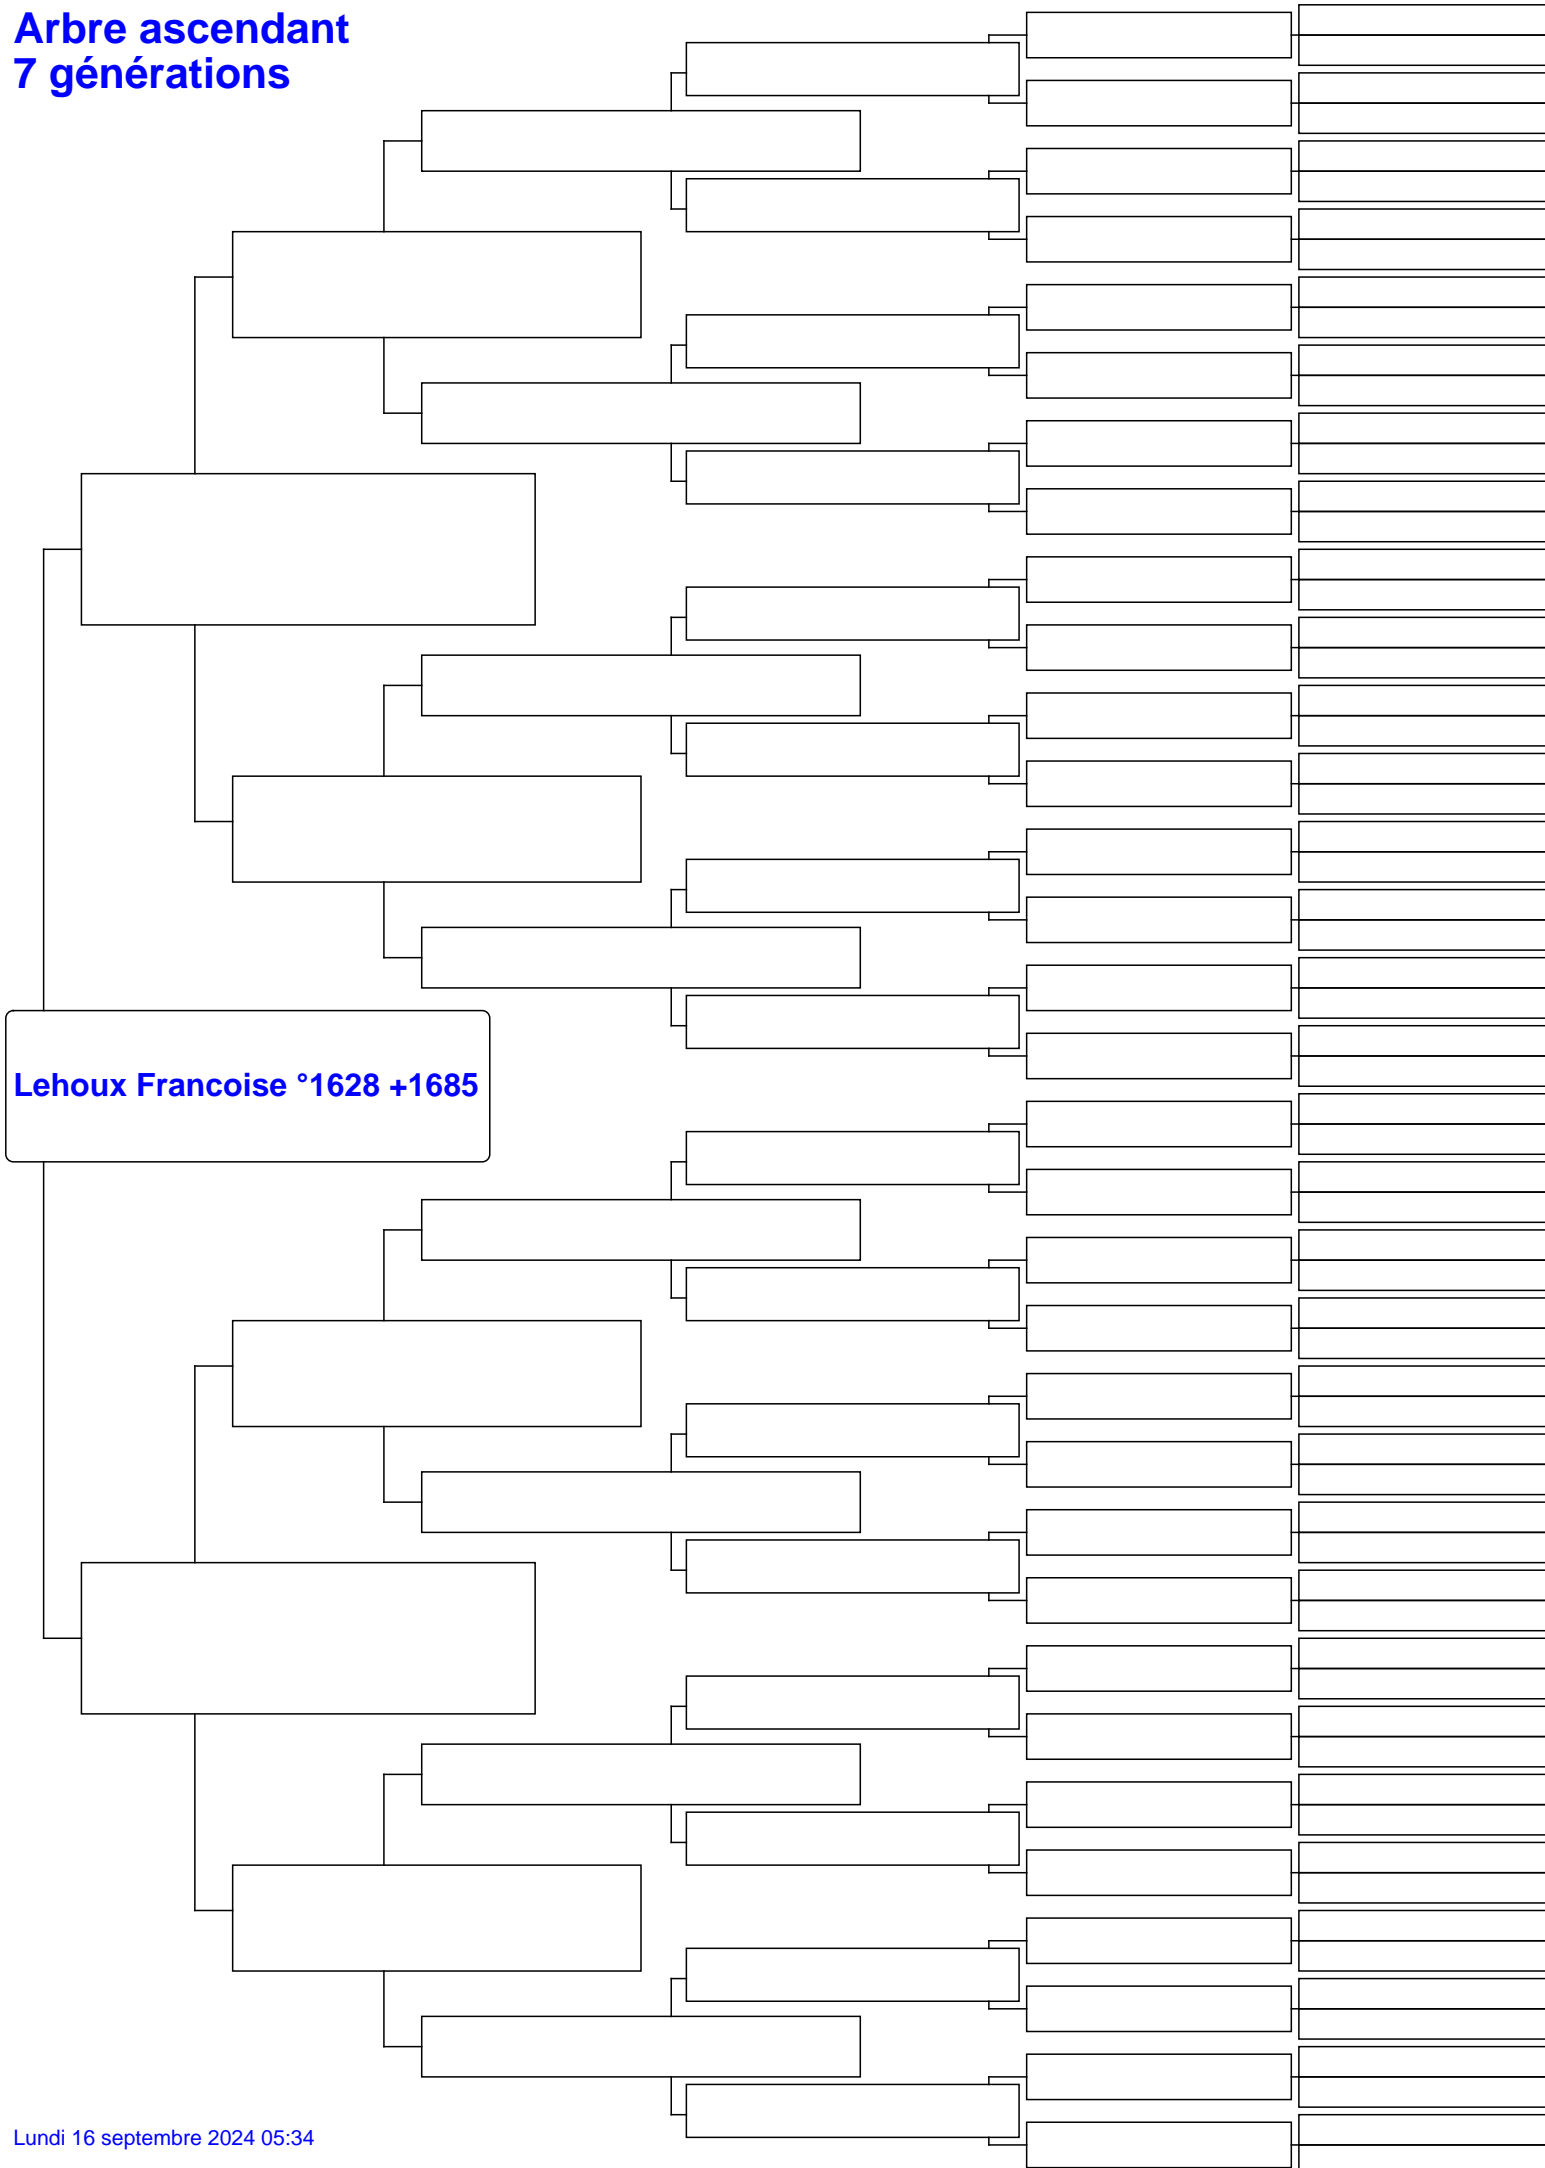 Arbre ascendant
7 générations
Lehoux Francoise °1628 +1685
Lundi 16 septembre 2024 05:34